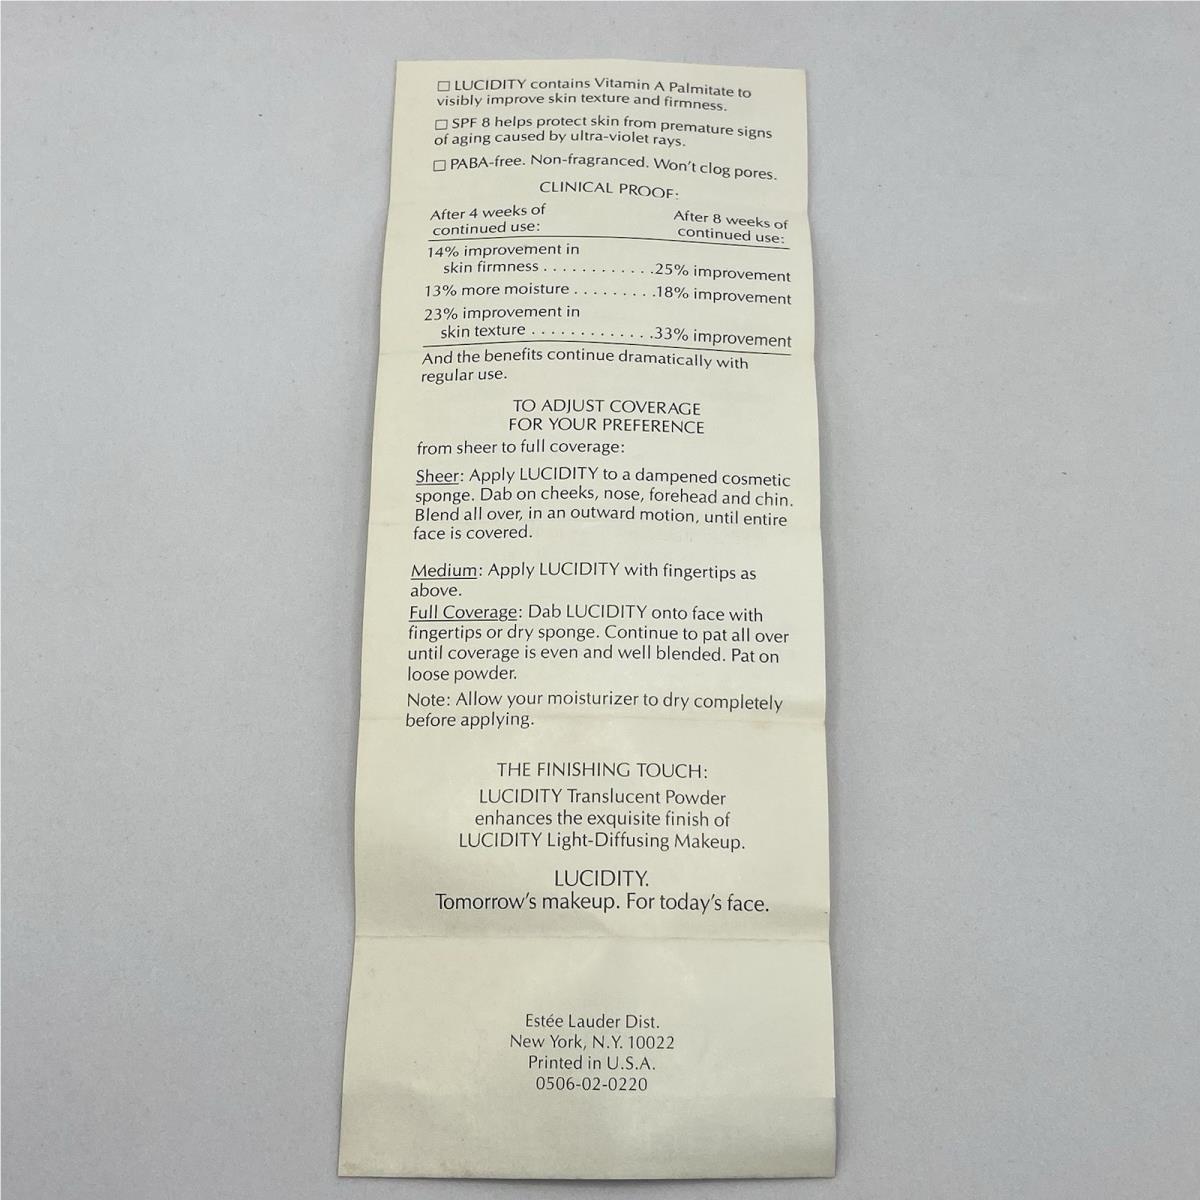 ☐ LUCIDITY contains Vitamin A Palmitate to
visibly improve skin texture and firmness.
☐ SPF 8 helps protect skin from premature signs
of aging caused by ultra-violet rays.
☐ PABA-free. Non-fragranced. Won't clog pores.
CLINICAL PROOF:
After 4 weeks of After 8 weeks of
continued use: continued use:
14% improvement in
skin firmness . . . . . . . . . . . .25% improvement
13% more moisture . . . . . . . . .18% improvement
23% improvement in
skin texture . . . . . . . . . . . . .33% improvement
And the benefits continue dramatically with
regular use.
TO ADJUST COVERAGE
FOR YOUR PREFERENCE
from sheer to full coverage:
Sheer: Apply LUCIDITY to a dampened cosmetic
sponge. Dab on cheeks, nose, forehead and chin.
Blend all over, in an outward motion, until entire
face is covered.
Medium: Apply LUCIDITY with fingertips as
above.
Full Coverage: Dab LUCIDITY onto face with
fingertips or dry sponge. Continue to pat all over
until coverage is even and well blended. Pat on
loose powder.
Note: Allow your moisturizer to dry completely
before applying.
THE FINISHING TOUCH:
LUCIDITY Translucent Powder
enhances the exquisite finish of
LUCIDITY Light-Diffusing Makeup.
LUCIDITY.
Tomorrow's makeup. For today's face.
Estée Lauder Dist.
New York, N.Y. 10022
Printed in U.S.A.
0506-02-0220